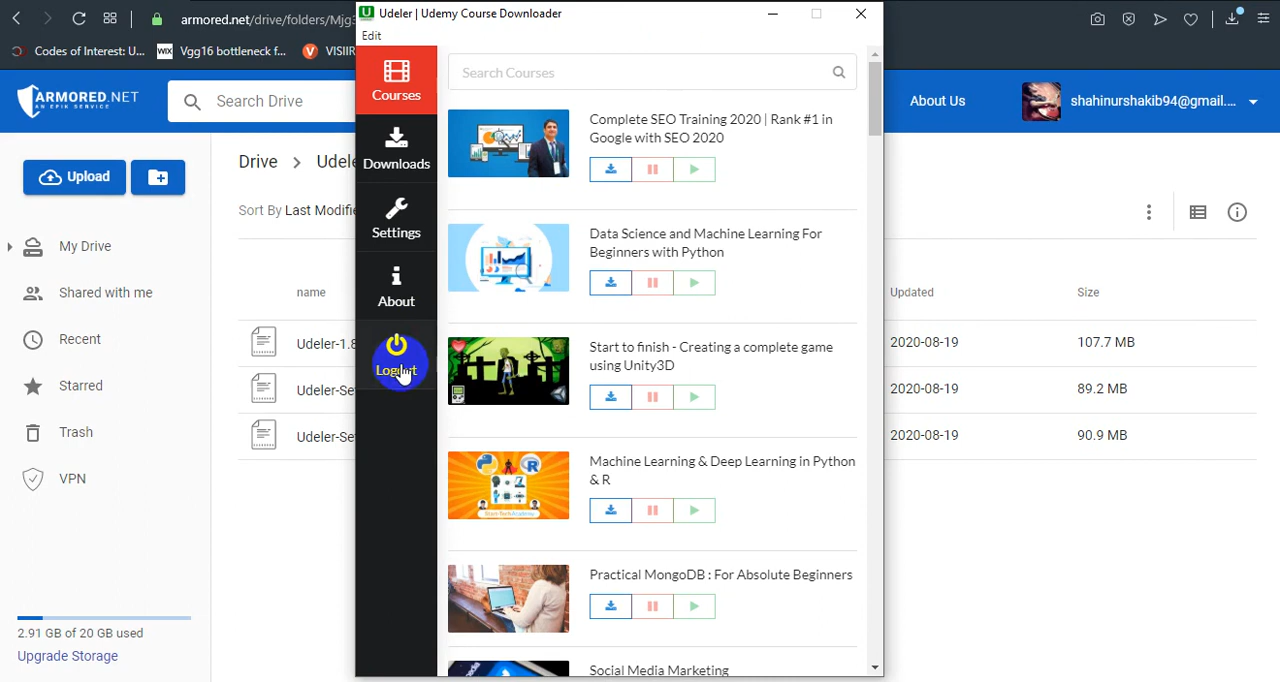 armored.net/drive/folders/Mjg3
Codes of Interest: U...
WiX Vgg16 bottleneck f...
VISIIR
ARMORED.NET
AN EPIK SERVICE
Search Drive
About Us
shahinurshakib94@gmail....
Upload
My Drive
Shared with me
Recent
Starred
Trash
VPN
2.91 GB of 20 GB used
Upgrade Storage
Drive > Udele
Sort By Last Modifie
name
Updated
Size
Udeler-1.8
2020-08-19
107.7 MB
Udeler-Se
2020-08-19
89.2 MB
Udeler-Se
2020-08-19
90.9 MB
Udeler | Udemy Course Downloader
Edit
Courses
Downloads
Settings
About
Logout
Search Courses
Complete SEO Training 2020 | Rank #1 in
Google with SEO 2020
Data Science and Machine Learning For
Beginners with Python
Start to finish - Creating a complete game
using Unity3D
Machine Learning & Deep Learning in Python
& R
Practical MongoDB : For Absolute Beginners
Social Media Marketing